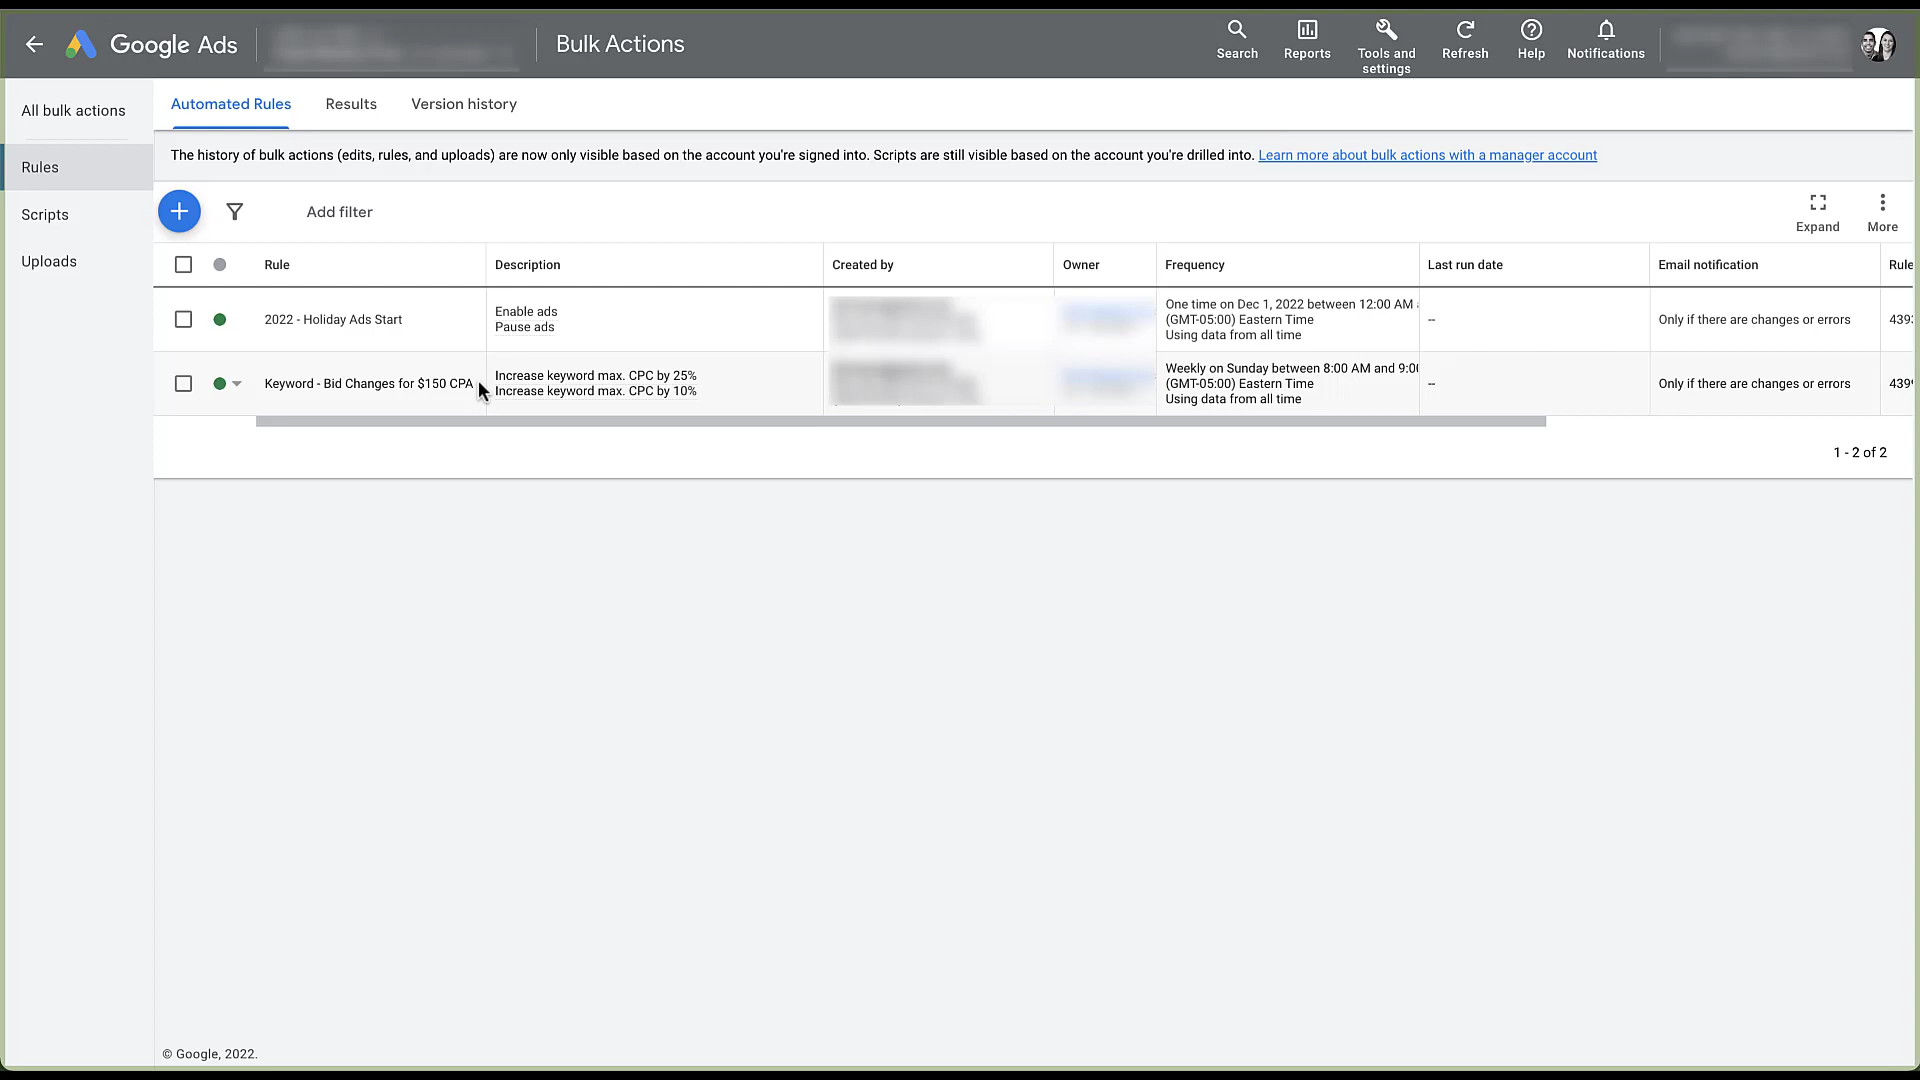 Google Ads
Bulk Actions
Search
Reports
Tools and
settings
Refresh
Help
Notifications
All bulk actions
Rules
Scripts
Uploads
Automated Rules
Results
Version history
The history of bulk actions (edits, rules, and uploads) are now only visible based on the account you're signed into. Scripts are still visible based on the account you're drilled into. Learn more about bulk actions with a manager account
Add filter
Expand
More
Rule
Description
Created by
Owner
Frequency
Last run date
Email notification
Rule
2022 - Holiday Ads Start
Enable ads
Pause ads
One time on Dec 1, 2022 between 12:00 AM
(GMT-05:00) Eastern Time
Using data from all time
--
Only if there are changes or errors
439
Keyword - Bid Changes for $150 CPA
Increase keyword max. CPC by 25%
Increase keyword max. CPC by 10%
Weekly on Sunday between 8:00 AM and 9:00
(GMT-05:00) Eastern Time
Using data from all time
--
Only if there are changes or errors
439
1 - 2 of 2
© Google, 2022.